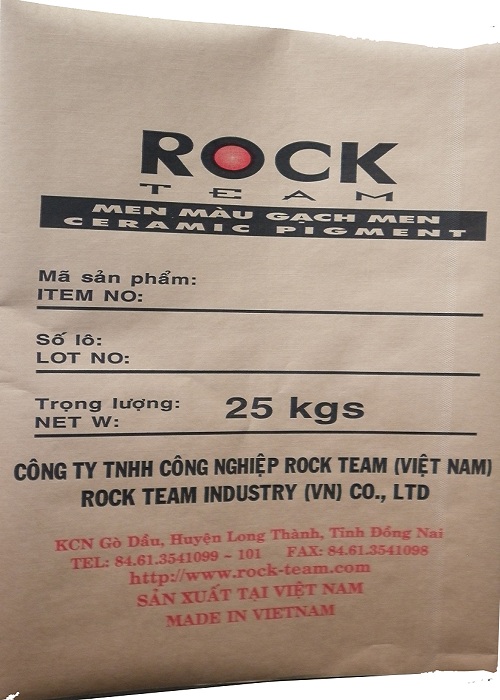 ROCK
TEAM
MEN MÀU GẠCH MEN
CERAMIC PIGMENT
Mã sản phẩm:
ITEM NO:
Số lô:
LOT NO:
Trọng lượng: 25 kgs
NET W:
CÔNG TY TNHH CÔNG NGHIỆP ROCK TEAM (VIỆT NAM)
ROCK TEAM INDUSTRY (VN) CO., LTD
KCN Gò Dầu, Huyện Long Thành, Tỉnh Đồng Nai
TEL: 84.61.3541099 - 101 FAX: 84.61.3541098
http://www.rock-team.com
SẢN XUẤT TẠI VIỆT NAM
MADE IN VIETNAM